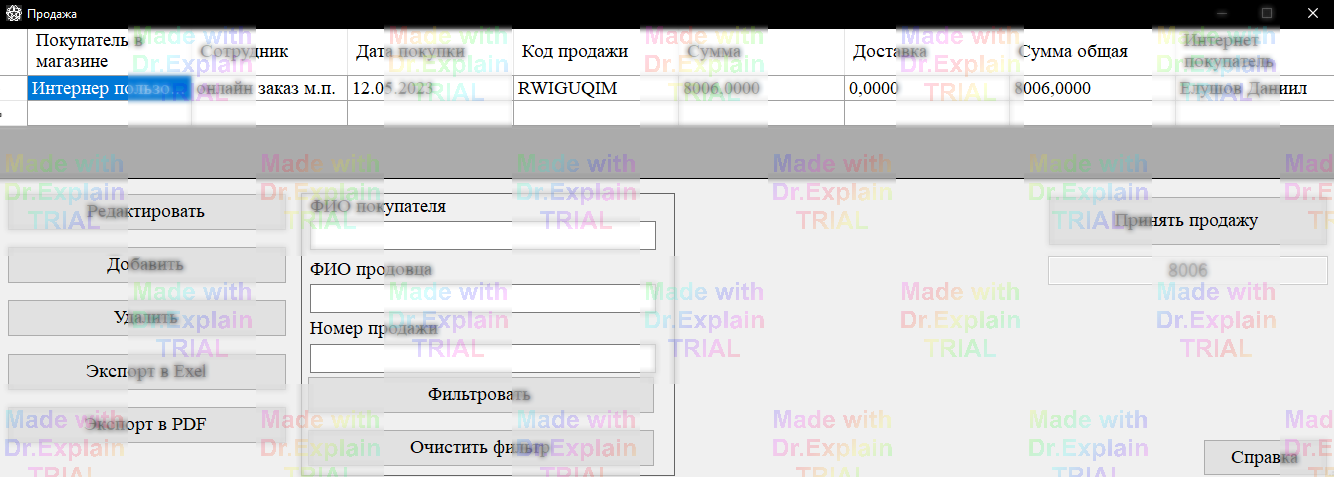 Продажа
Покупатель в магазине
Сотрудник
Дата покупки
Код продажи
Сумма
Доставка
Сумма общая
Интернет покупатель
Интернер пользо...
онлайн заказ м.п.
12.05.2023
RWIGUQIM
8006,0000
0,0000
8006,0000
Елушов Даниил
Редактировать
Добавить
Удалить
Экспорт в Exel
Экспорт в PDF
ФИО покупателя
ФИО продовца
Номер продажи
Фильтровать
Очистить фильтр
Принять продажу
8006
Справка
Made with
Dr.Explain
TRIAL